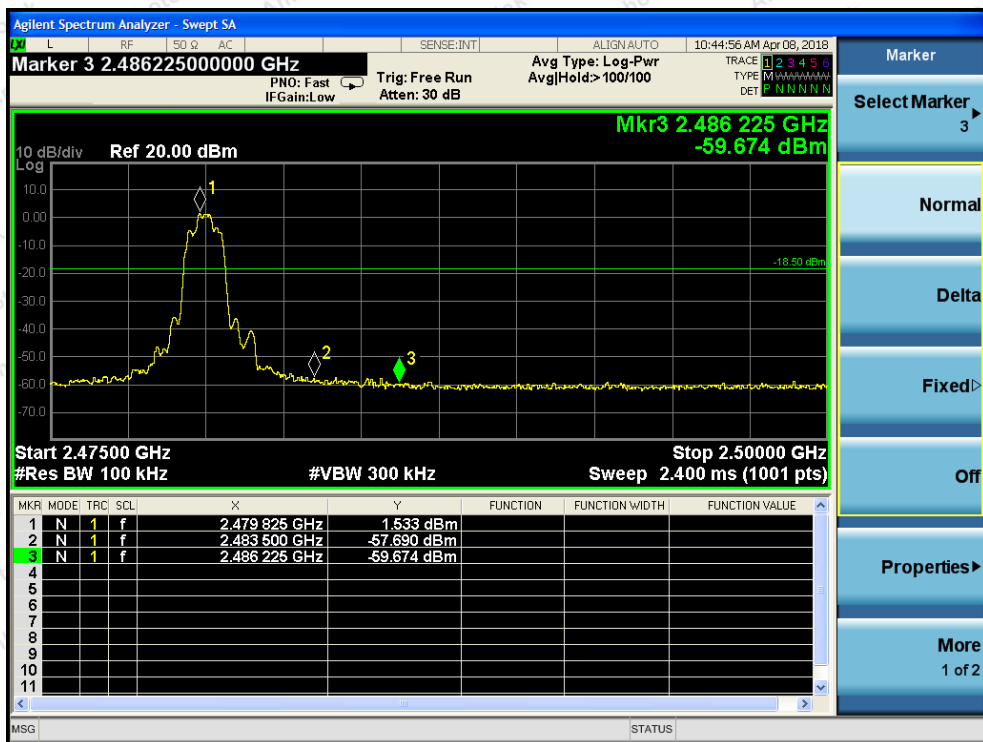 Agilent Spectrum Analyzer - Swept SA
LXI L RF 50 Ω AC SENSE:INT ALIGN AUTO 10:44:56 AM Apr 08, 2018
Marker 3 2.486225000000 GHz
PNO: Fast
IFGain:Low
Trig: Free Run
Atten: 30 dB
Avg Type: Log-Pwr
Avg|Hold:>100/100
TRACE 1 2 3 4 5 6
TYPE M
DET P N N N N N
Mkr3 2.486 225 GHz
-59.674 dBm
10 dB/div Ref 20.00 dBm
Log
10.0
0.00
-10.0
-20.0
-30.0
-40.0
-50.0
-60.0
-70.0
1
-18.50 dBm
2
3
Start 2.47500 GHz Stop 2.50000 GHz
#Res BW 100 kHz #VBW 300 kHz Sweep 2.400 ms (1001 pts)
MKR MODE TRC SCL X Y FUNCTION FUNCTION WIDTH FUNCTION VALUE
1 N 1 f 2.479 825 GHz 1.533 dBm
2 N 1 f 2.483 500 GHz -57.690 dBm
3 N 1 f 2.486 225 GHz -59.674 dBm
4
5
6
7
8
9
10
11
MSG STATUS
Marker
Select Marker
3
Normal
Delta
Fixed
Off
Properties
More
1 of 2